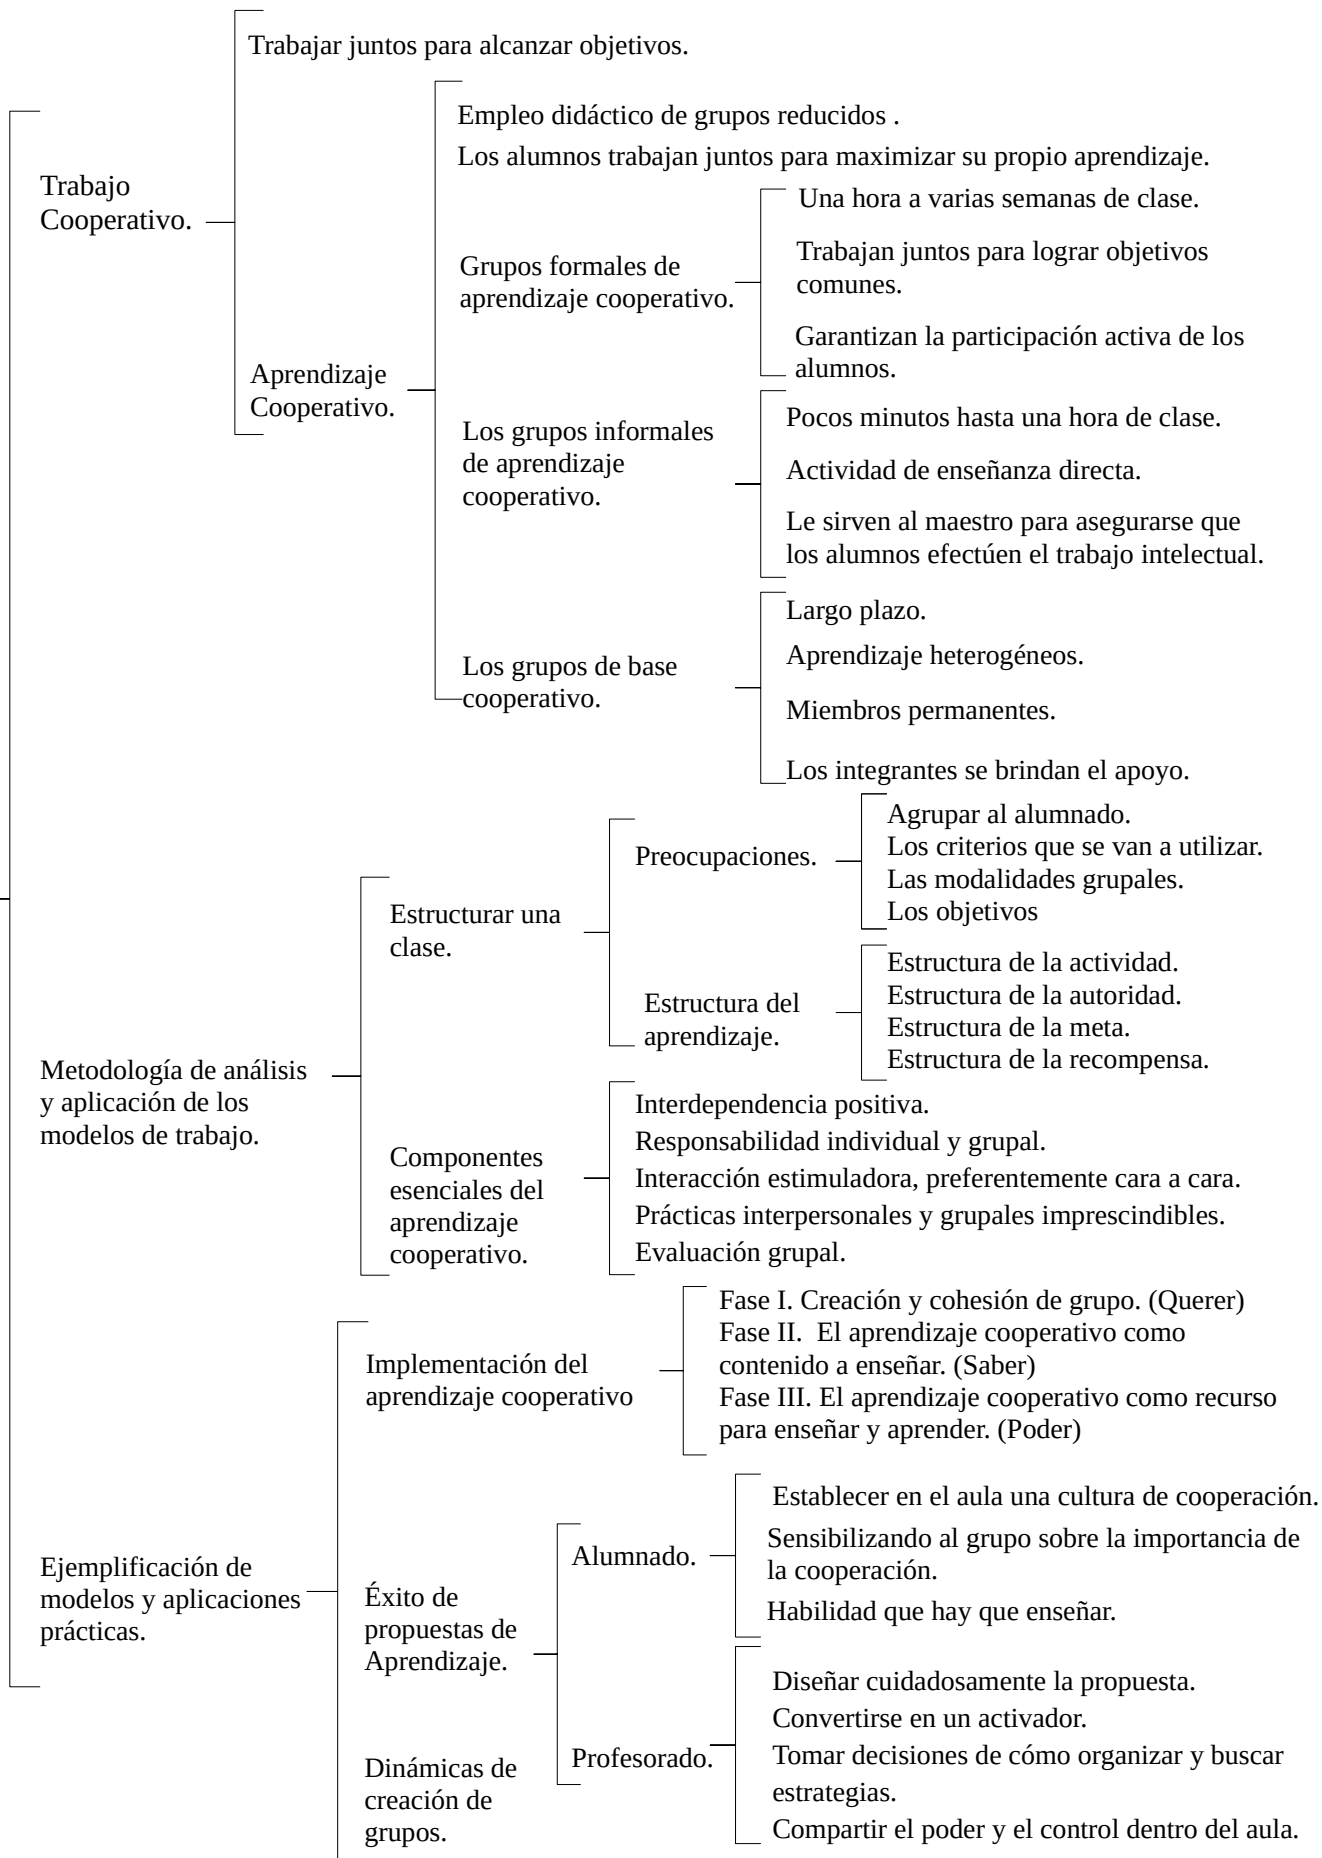 Trabajar juntos para alcanzar objetivos.
Trabajo
Cooperativo.
Empleo didáctico de grupos reducidos .
Los alumnos trabajan juntos para maximizar su propio aprendizaje.
Grupos formales de
aprendizaje cooperativo.
Una hora a varias semanas de clase.
Trabajan juntos para lograr objetivos
comunes.
Garantizan la participación activa de los
alumnos.
Aprendizaje
Cooperativo.
Los grupos informales
de aprendizaje
cooperativo.
Pocos minutos hasta una hora de clase.
Actividad de enseñanza directa.
Le sirven al maestro para asegurarse que
los alumnos efectúen el trabajo intelectual.
Los grupos de base
cooperativo.
Largo plazo.
Aprendizaje heterogéneos.
Miembros permanentes.
Los integrantes se brindan el apoyo.
Metodología de análisis
y aplicación de los
modelos de trabajo.
Estructurar una
clase.
Preocupaciones.
Agrupar al alumnado.
Los criterios que se van a utilizar.
Las modalidades grupales.
Los objetivos
Estructura del
aprendizaje.
Estructura de la actividad.
Estructura de la autoridad.
Estructura de la meta.
Estructura de la recompensa.
Componentes
esenciales del
aprendizaje
cooperativo.
Interdependencia positiva.
Responsabilidad individual y grupal.
Interacción estimuladora, preferentemente cara a cara.
Prácticas interpersonales y grupales imprescindibles.
Evaluación grupal.
Ejemplificación de
modelos y aplicaciones
prácticas.
Implementación del
aprendizaje cooperativo
Fase I. Creación y cohesión de grupo. (Querer)
Fase II.  El aprendizaje cooperativo como
contenido a enseñar. (Saber)
Fase III. El aprendizaje cooperativo como recurso
para enseñar y aprender. (Poder)
Éxito de
propuestas de
Aprendizaje.
Alumnado.
Establecer en el aula una cultura de cooperación.
Sensibilizando al grupo sobre la importancia de
la cooperación.
Habilidad que hay que enseñar.
Profesorado.
Diseñar cuidadosamente la propuesta.
Convertirse en un activador.
Tomar decisiones de cómo organizar y buscar
estrategias.
Compartir el poder y el control dentro del aula.
Dinámicas de
creación de
grupos.